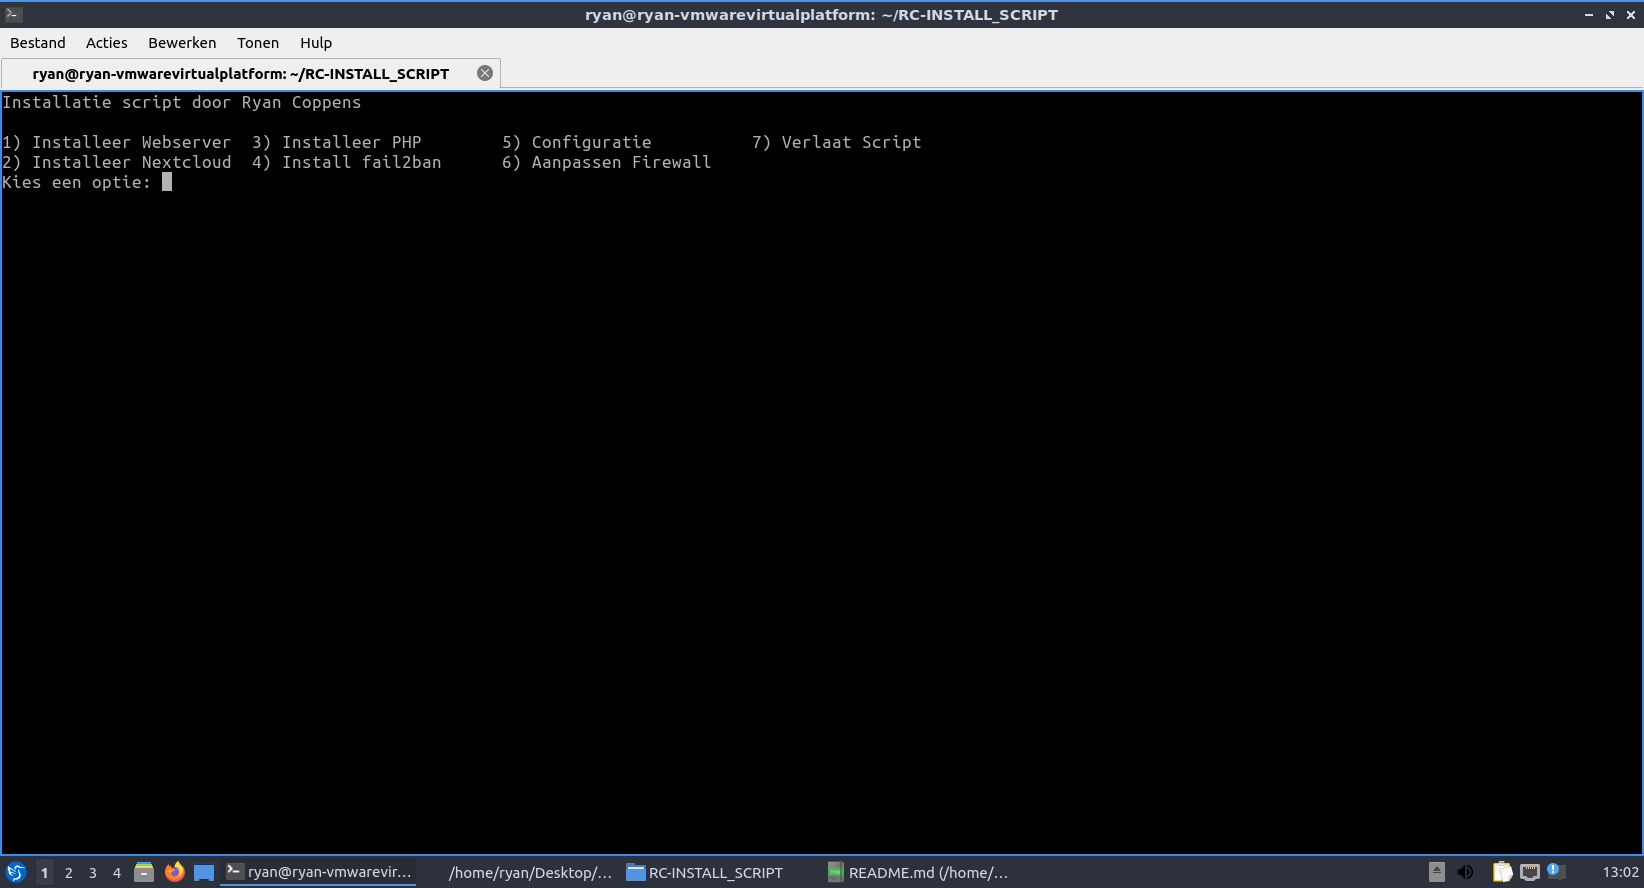 ryan@ryan-vmwarevirtualplatform: ~/RC-INSTALL_SCRIPT
Bestand Acties Bewerken Tonen Hulp
ryan@ryan-vmwarevirtualplatform: ~/RC-INSTALL_SCRIPT
Installatie script door Ryan Coppens
1) Installeer Webserver 3) Installeer PHP 5) Configuratie 7) Verlaat Script
2) Installeer Nextcloud 4) Install fail2ban 6) Aanpassen Firewall
Kies een optie:
1 2 3 4 ryan@ryan-vmwarevir... /home/ryan/Desktop/... RC-INSTALL_SCRIPT README.md (/home/... 13:02